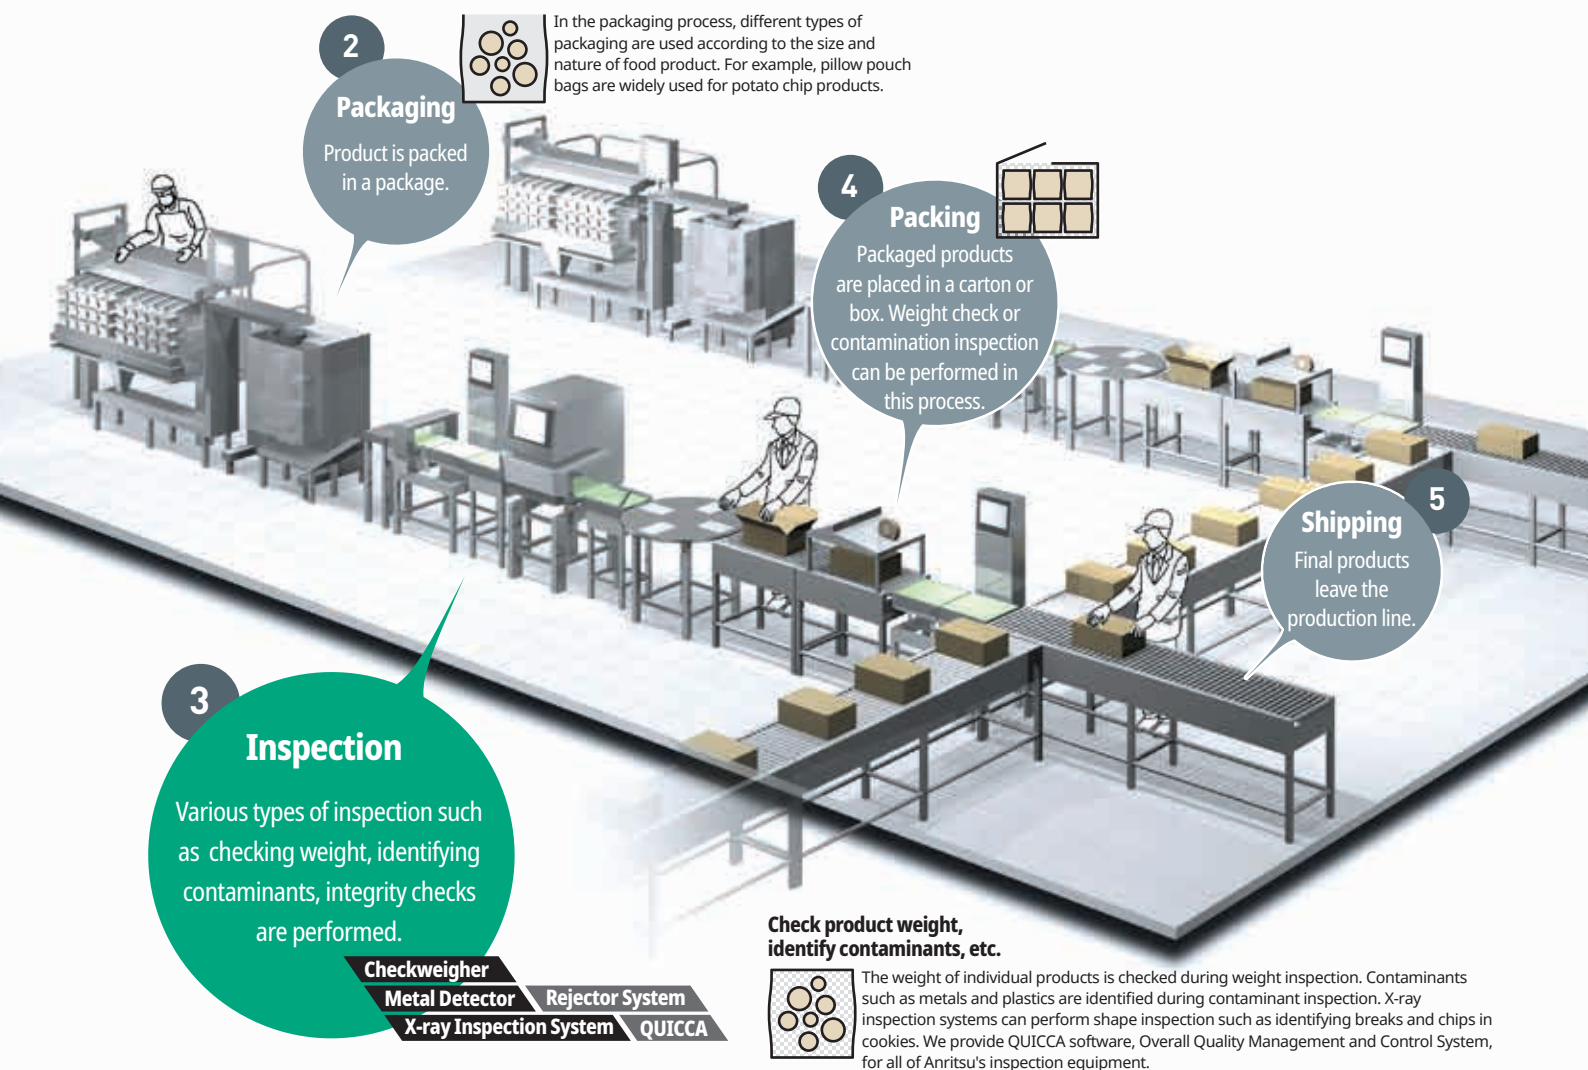 2
Packaging
Product is packed
in a package.
In the packaging process, different types of
packaging are used according to the size and
nature of food product. For example, pillow pouch
bags are widely used for potato chip products.
4
Packing
Packaged products
are placed in a carton or
box. Weight check or
contamination inspection
can be performed in
this process.
5
Shipping
Final products
leave the
production line.
3
Inspection
Various types of inspection such
as checking weight, identifying
contaminants, integrity checks
are performed.
Checkweigher
Metal Detector Rejector System
X-ray Inspection System QUICCA
Check product weight,
identify contaminants, etc.
The weight of individual products is checked during weight inspection. Contaminants
such as metals and plastics are identified during contaminant inspection. X-ray
inspection systems can perform shape inspection such as identifying breaks and chips in
cookies. We provide QUICCA software, Overall Quality Management and Control System,
for all of Anritsu's inspection equipment.